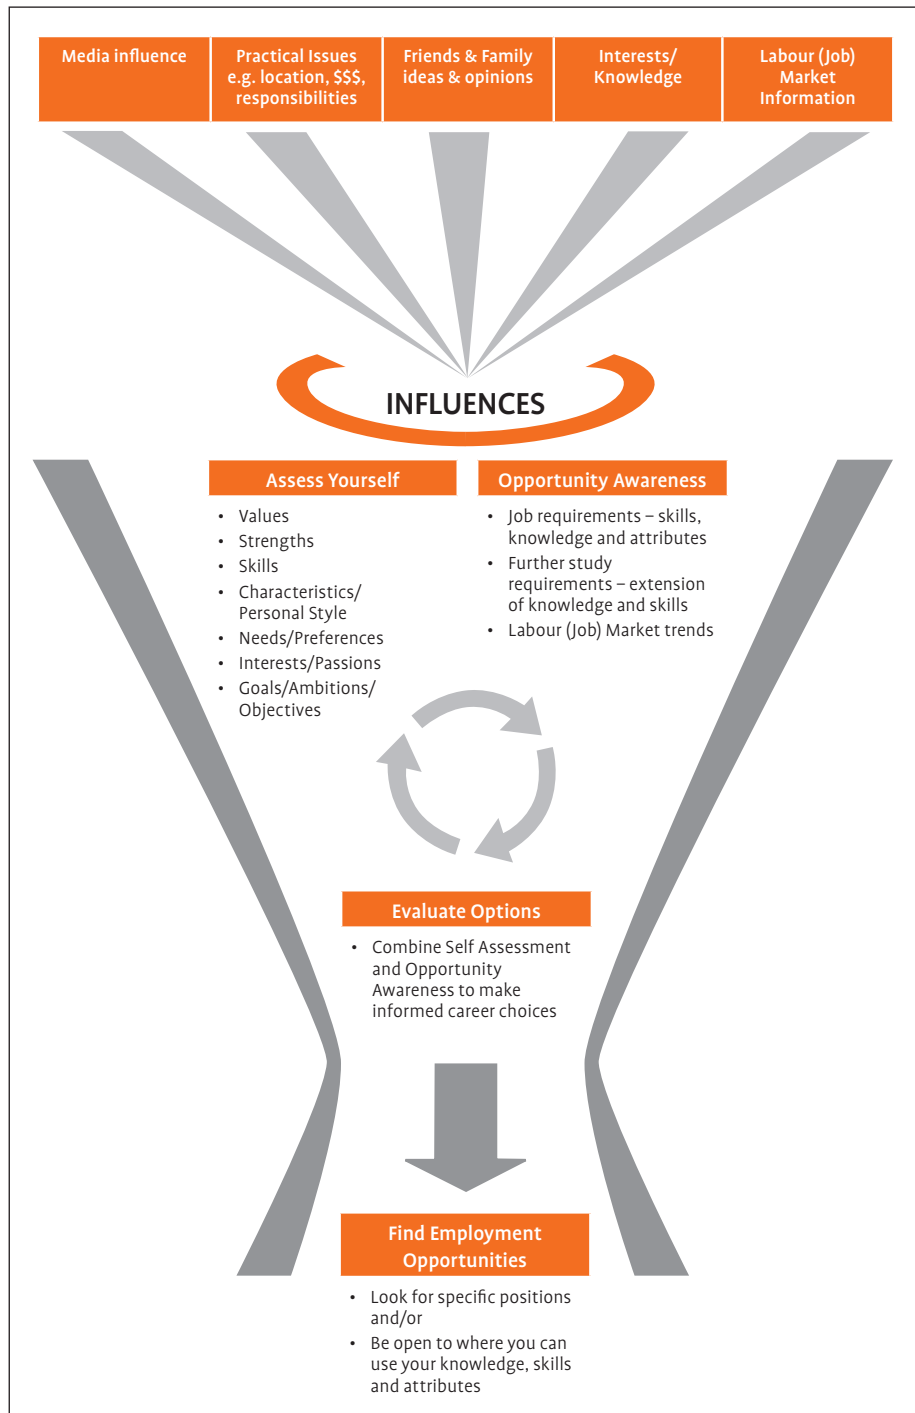 Media influence
Practical Issues
e.g. location, $$$,
responsibilities
Friends & Family
ideas & opinions
Interests/
Knowledge
Labour (Job)
Market
Information
INFLUENCES
Assess Yourself
• Values
• Strengths
• Skills
• Characteristics/
Personal Style
• Needs/Preferences
• Interests/Passions
• Goals/Ambitions/
Objectives
Opportunity Awareness
• Job requirements – skills,
knowledge and attributes
• Further study
requirements – extension
of knowledge and skills
• Labour (Job) Market trends
Evaluate Options
• Combine Self Assessment
and Opportunity
Awareness to make
informed career choices
Find Employment
Opportunities
• Look for specific positions
and/or
• Be open to where you can
use your knowledge, skills
and attributes